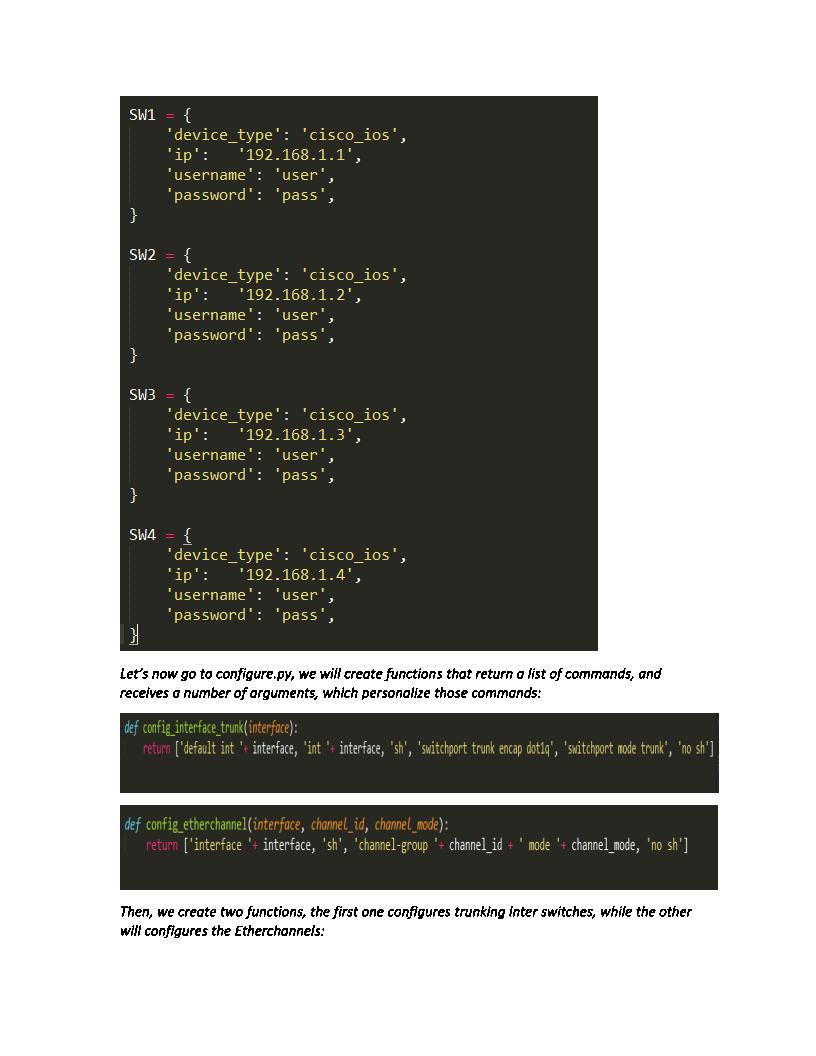 SW1 = {
'device_type': 'cisco_ios',
'ip':   '192.168.1.1',
'username': 'user',
'password': 'pass',
}
SW2 = {
'device_type': 'cisco_ios',
'ip':   '192.168.1.2',
'username': 'user',
'password': 'pass',
}
SW3 = {
'device_type': 'cisco_ios',
'ip':   '192.168.1.3',
'username': 'user',
'password': 'pass',
}
SW4 = {
'device_type': 'cisco_ios',
'ip':   '192.168.1.4',
'username': 'user',
'password': 'pass',
}
Let's now go to configure.py, we will create functions that return a list of commands, and
receives a number of arguments, which personalize those commands:
def config_interface_trunk(interface):
return ['default int '+ interface, 'int '+ interface, 'sh', 'switchport trunk encap dot1q', 'switchport mode trunk', 'no sh']
def config_etherchannel(interface, channel_id, channel_mode):
return ['interface '+ interface, 'sh', 'channel-group '+ channel_id + ' mode '+ channel_mode, 'no sh']
Then, we create two functions, the first one configures trunking Inter switches, while the other
will configures the Etherchannels: